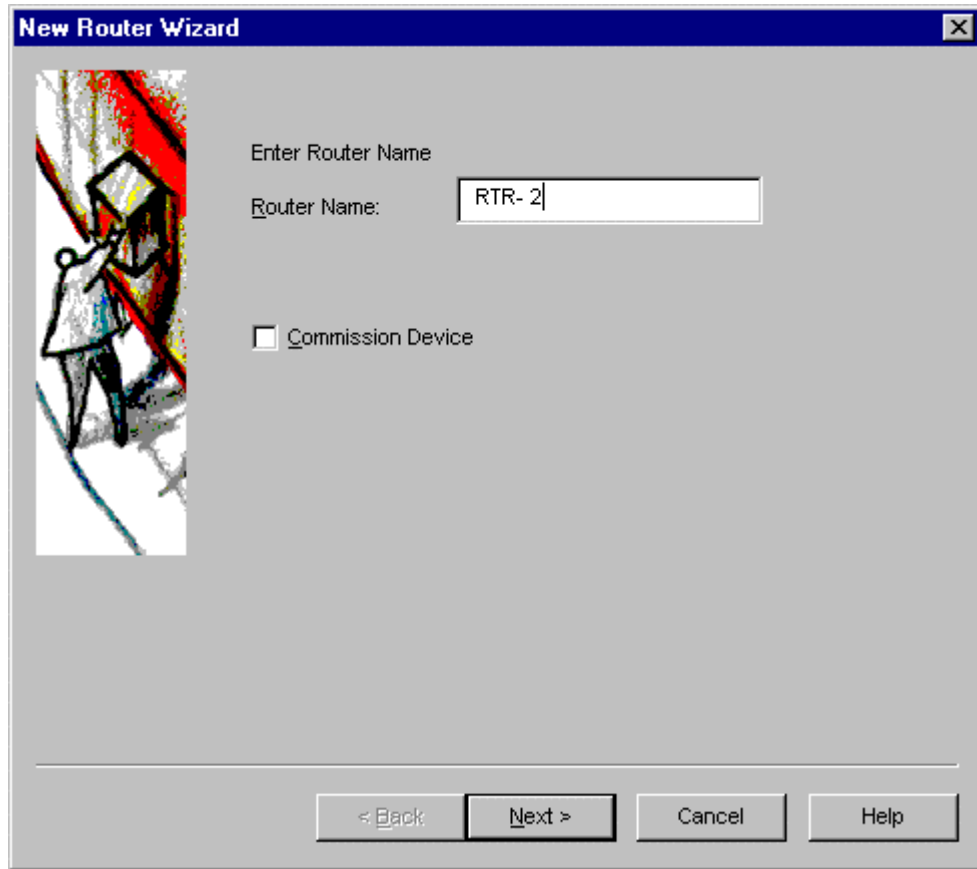 New Router Wizard
Enter Router Name
Router Name: RTR- 2
Commission Device
< Back Next > Cancel Help